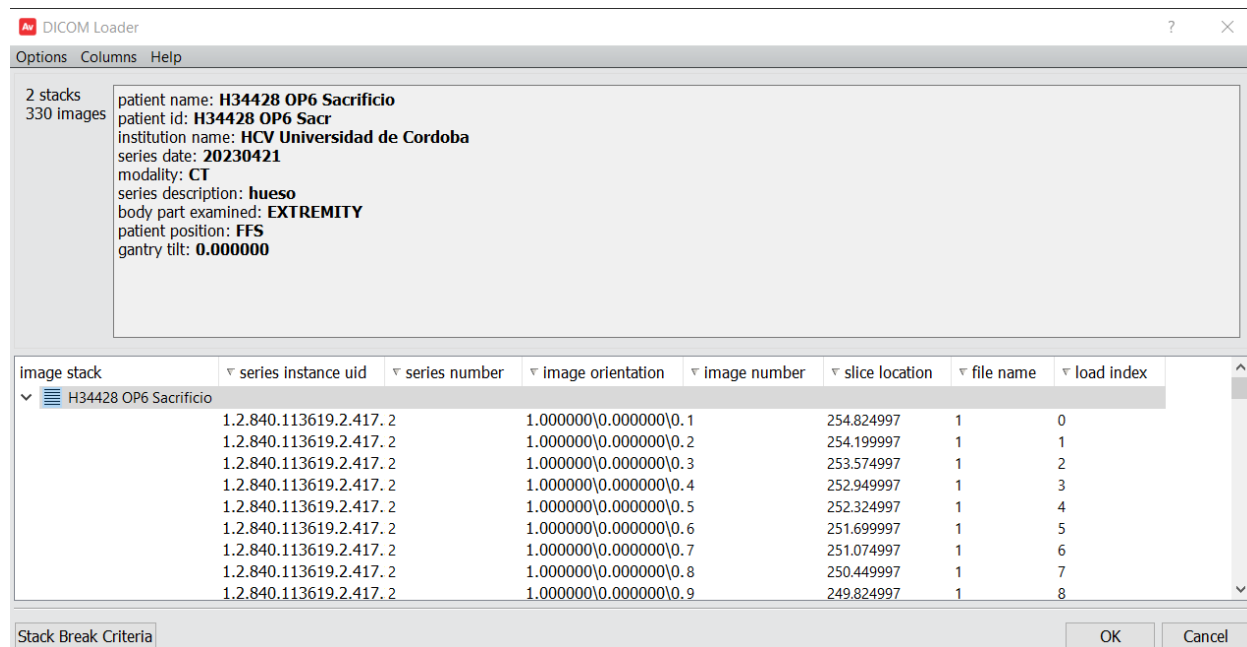 Av DICOM Loader ? ×
Options Columns Help
2 stacks
330 images
patient name: H34428 OP6 Sacrificio
patient id: H34428 OP6 Sacr
institution name: HCV Universidad de Cordoba
series date: 20230421
modality: CT
series description: hueso
body part examined: EXTREMITY
patient position: FFS
gantry tilt: 0.000000
image stack series instance uid series number image orientation image number slice location file name load index
H34428 OP6 Sacrificio
1.2.840.113619.2.417. 2 1.000000\0.000000\0. 1 254.824997 1 0
1.2.840.113619.2.417. 2 1.000000\0.000000\0. 2 254.199997 1 1
1.2.840.113619.2.417. 2 1.000000\0.000000\0. 3 253.574997 1 2
1.2.840.113619.2.417. 2 1.000000\0.000000\0. 4 252.949997 1 3
1.2.840.113619.2.417. 2 1.000000\0.000000\0. 5 252.324997 1 4
1.2.840.113619.2.417. 2 1.000000\0.000000\0. 6 251.699997 1 5
1.2.840.113619.2.417. 2 1.000000\0.000000\0. 7 251.074997 1 6
1.2.840.113619.2.417. 2 1.000000\0.000000\0. 8 250.449997 1 7
1.2.840.113619.2.417. 2 1.000000\0.000000\0. 9 249.824997 1 8
Stack Break Criteria OK Cancel